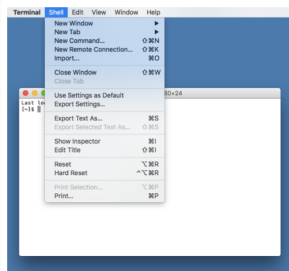 Terminal Shell Edit View Window Help
New Window ▶
New Tab ▶
New Command... ⇧⌘N
New Remote Connection... ⇧⌘K
Import... ⌘O
Close Window ⇧⌘W
Close Tab
Use Settings as Default
Export Settings...
Export Text As... ⌘S
Export Selected Text As... ⇧⌘S
Show Inspector ⌘I
Edit Title ⇧⌘I
Reset ⌥⌘R
Hard Reset ^⌥⌘R
Print Selection... ⌥⌘P
Print... ⌘P
80×24
Last lo
[~]$